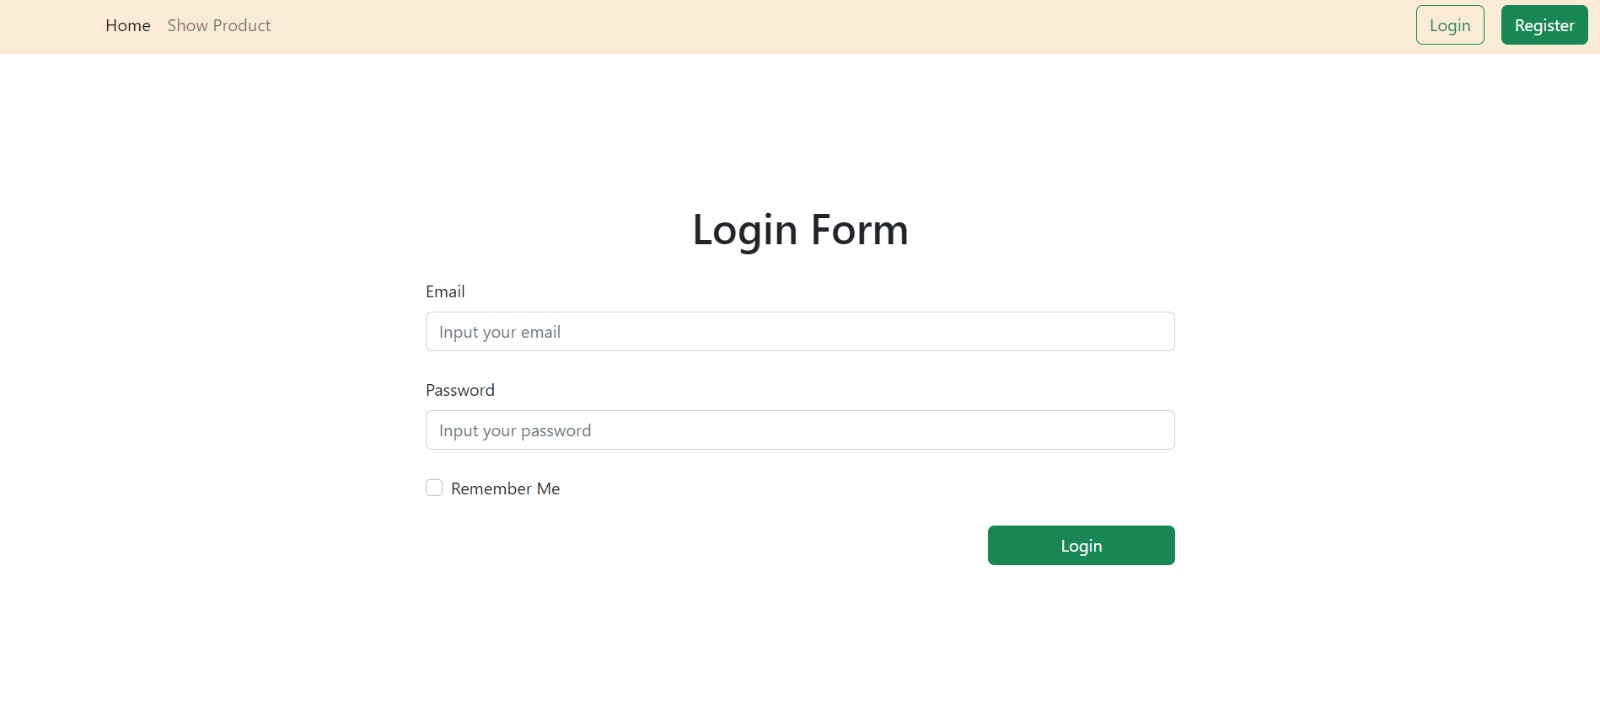 Home Show Product Login Register
Login Form
Email
Input your email
Password
Input your password
Remember Me
Login